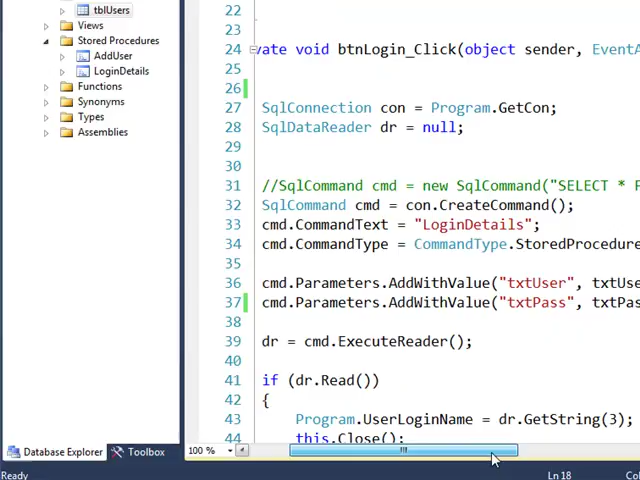 tblUsers
Views
Stored Procedures
AddUser
LoginDetails
Functions
Synonyms
Types
Assemblies
22
23
24 vate void btnLogin_Click(object sender, EventA
25
26
27 SqlConnection con = Program.GetCon;
28 SqlDataReader dr = null;
29
30
31 //SqlCommand cmd = new SqlCommand("SELECT * F
32 SqlCommand cmd = con.CreateCommand();
33 cmd.CommandText = "LoginDetails";
34 cmd.CommandType = CommandType.StoredProcedure
35
36 cmd.Parameters.AddWithValue("txtUser", txtUse
37 cmd.Parameters.AddWithValue("txtPass", txtPas
38
39 dr = cmd.ExecuteReader();
40
41 if (dr.Read())
42 {
43 Program.UserLoginName = dr.GetString(3);
44 this.Close();
Database Explorer Toolbox 100 %
Ready Ln 18 Col